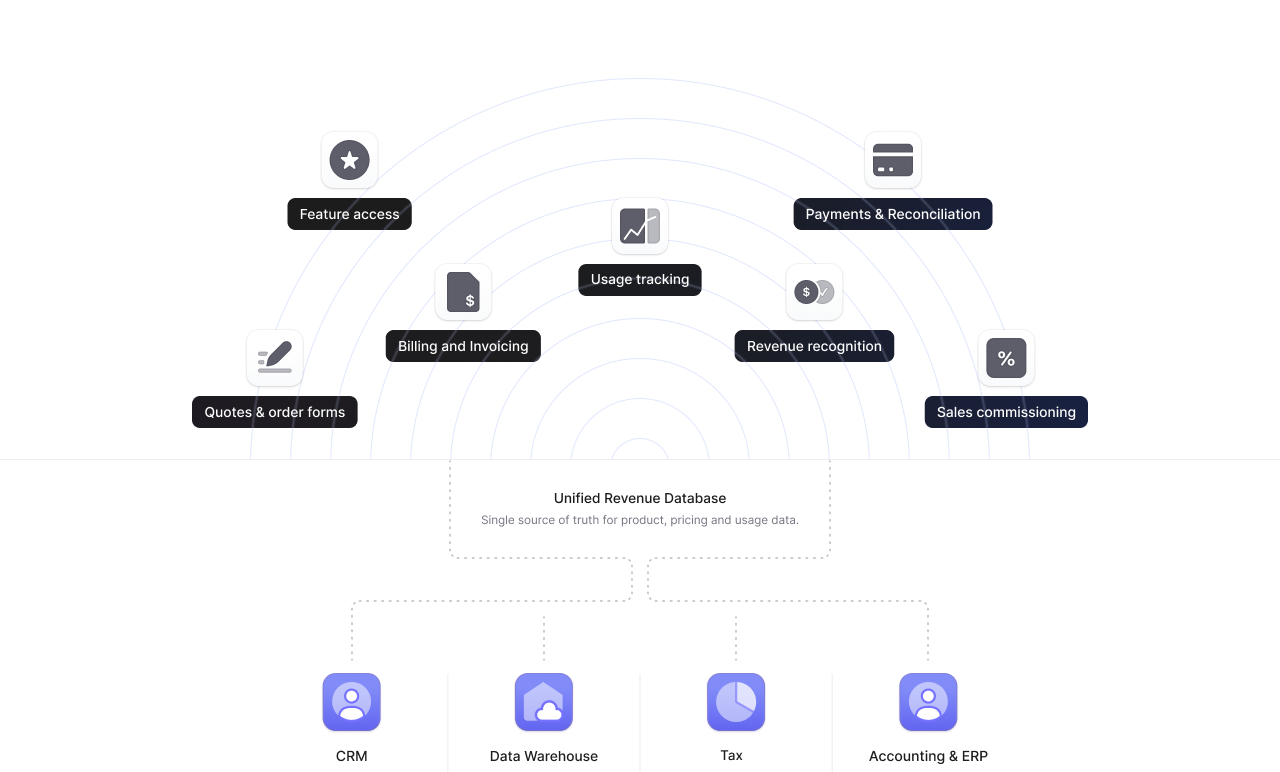 Feature access
Payments & Reconciliation
Usage tracking
$
$
Billing and Invoicing
Revenue recognition
%
Quotes & order forms
Sales commissioning
Unified Revenue Database
Single source of truth for product, pricing and usage data.
CRM
Data Warehouse
Tax
Accounting & ERP